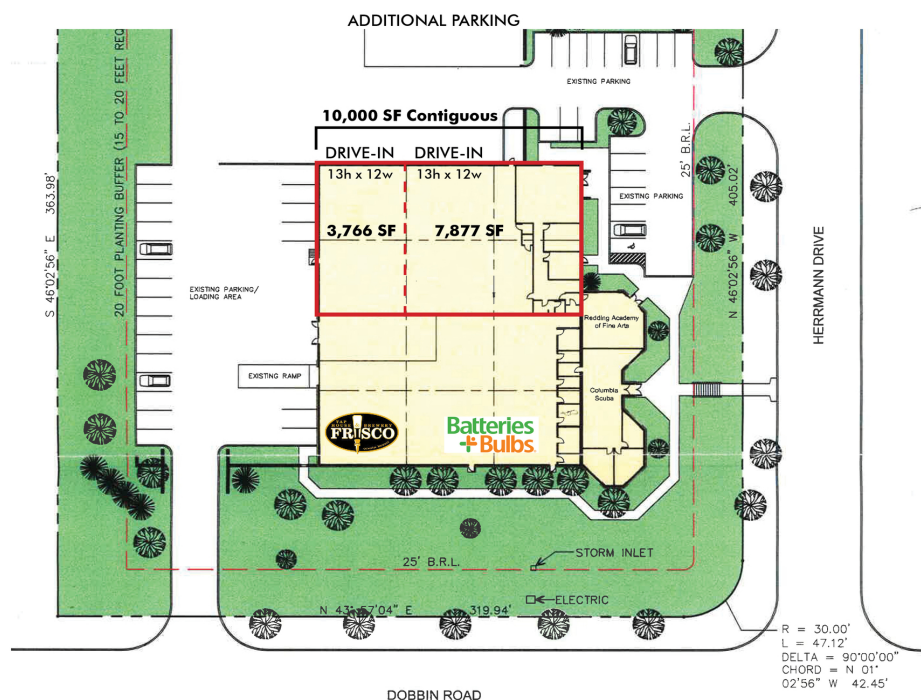 ADDITIONAL PARKING
EXISTING PARKING
10,000 SF Contiguous
DRIVE-IN
13h x 12w
DRIVE-IN
13h x 12w
3,766 SF
7,877 SF
EXISTING PARKING
25' B.R.L.
N 46°02'56" W 405.02'
HERRMANN DRIVE
S 46°02'56" E 363.98'
20 FOOT PLANTING BUFFER (15 TO 20 FEET REQ
EXISTING PARKING/
LOADING AREA
EXISTING RAMP
Redding Academy
of Fine Arts
Columbia
Scuba
TAP
HOUSE BREWERY
FRISCO
Batteries
+Bulbs
25' B.R.L.
STORM INLET
ELECTRIC
N 43°57'04" E 319.94'
R = 30.00'
L = 47.12'
DELTA = 90°00'00"
CHORD = N 01°
02'56" W 42.45'
DOBBIN ROAD